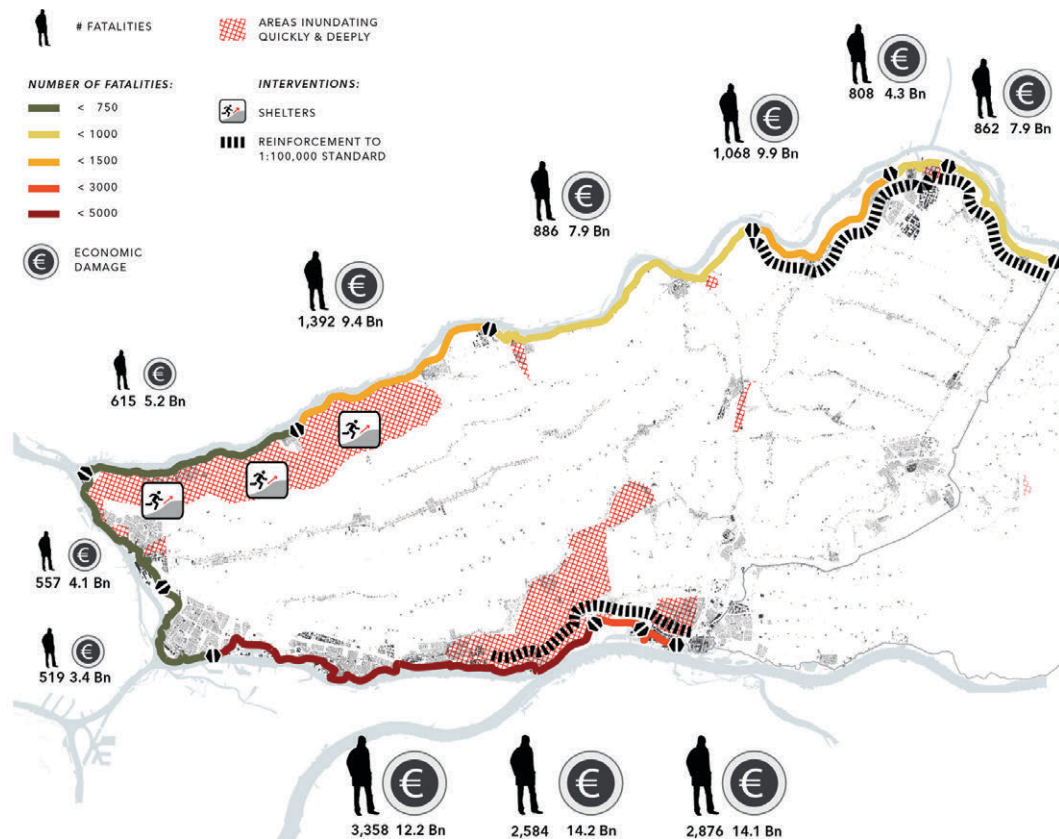 # FATALITIES
AREAS INUNDATING
QUICKLY & DEEPLY
NUMBER OF FATALITIES:
< 750
< 1000
< 1500
< 3000
< 5000
INTERVENTIONS:
SHELTERS
REINFORCEMENT TO
1:100,000 STANDARD
€
ECONOMIC
DAMAGE
€
808 4.3 Bn
€
862 7.9 Bn
€
1,068 9.9 Bn
€
886 7.9 Bn
€
1,392 9.4 Bn
€
615 5.2 Bn
€
557 4.1 Bn
€
519 3.4 Bn
€
3,358 12.2 Bn
€
2,584 14.2 Bn
€
2,876 14.1 Bn